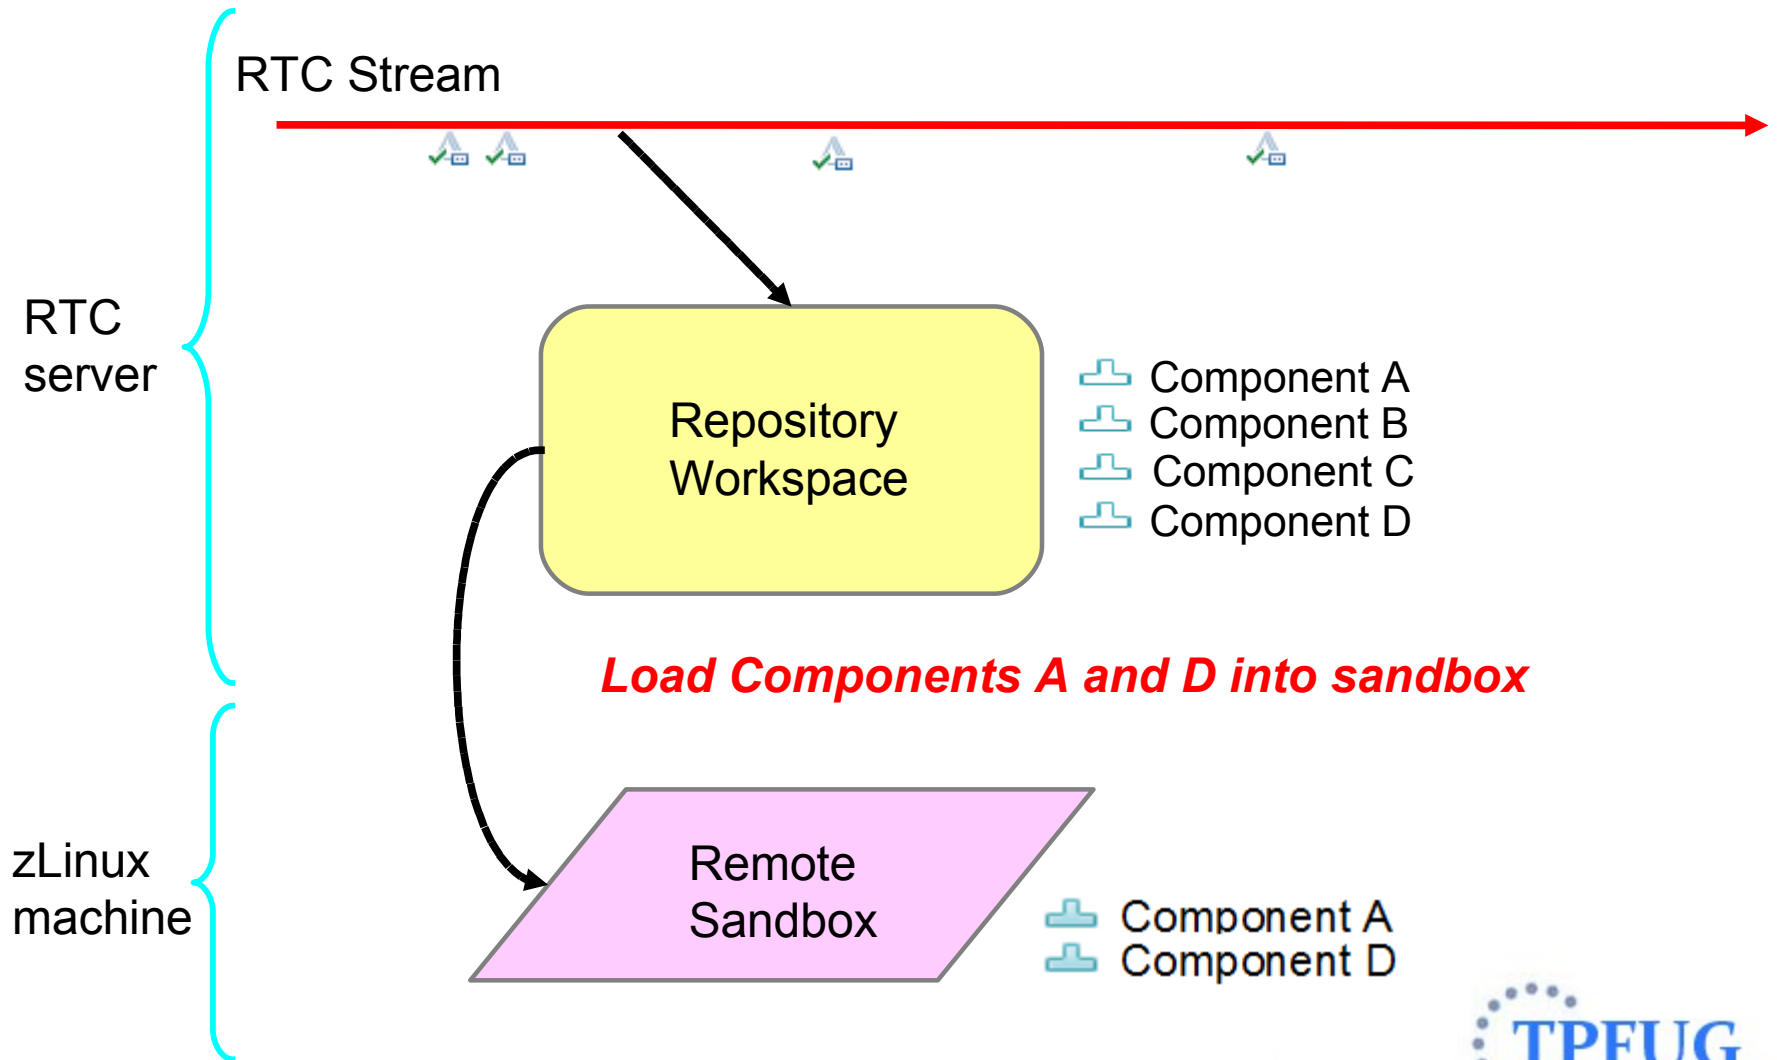 RTC Stream
RTC
server
Repository
Workspace
Component A
Component B
Component C
Component D
Load Components A and D into sandbox
zLinux
machine
Remote
Sandbox
Component A
Component D
TPFUG